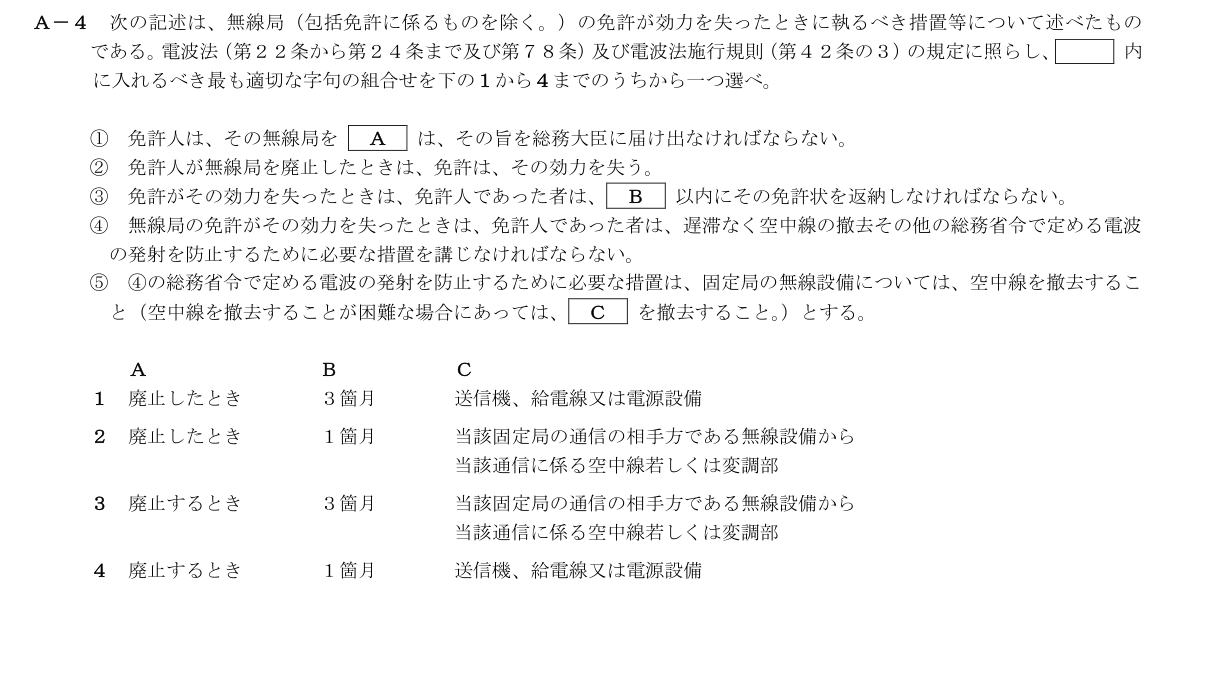 Ａ－４　次の記述は、無線局（包括免許に係るものを除く。）の免許が効力を失ったときに執るべき措置等について述べたもの
である。電波法（第２２条から第２４条まで及び第７８条）及び電波法施行規則（第４２条の３）の規定に照らし、　　　内
に入れるべき最も適切な字句の組合せを下の１から４までのうちから一つ選べ。
①　免許人は、その無線局を　Ａ　は、その旨を総務大臣に届け出なければならない。
②　免許人が無線局を廃止したときは、免許は、その効力を失う。
③　免許がその効力を失ったときは、免許人であった者は、　Ｂ　以内にその免許状を返納しなければならない。
④　無線局の免許がその効力を失ったときは、免許人であった者は、遅滞なく空中線の撤去その他の総務省令で定める電波
の発射を防止するために必要な措置を講じなければならない。
⑤　④の総務省令で定める電波の発射を防止するために必要な措置は、固定局の無線設備については、空中線を撤去するこ
と（空中線を撤去することが困難な場合にあっては、　Ｃ　を撤去すること。）とする。
Ａ　Ｂ　Ｃ
１　廃止したとき　３箇月　送信機、給電線又は電源設備
２　廃止したとき　１箇月　当該固定局の通信の相手方である無線設備から
当該通信に係る空中線若しくは変調部
３　廃止するとき　３箇月　当該固定局の通信の相手方である無線設備から
当該通信に係る空中線若しくは変調部
４　廃止するとき　１箇月　送信機、給電線又は電源設備